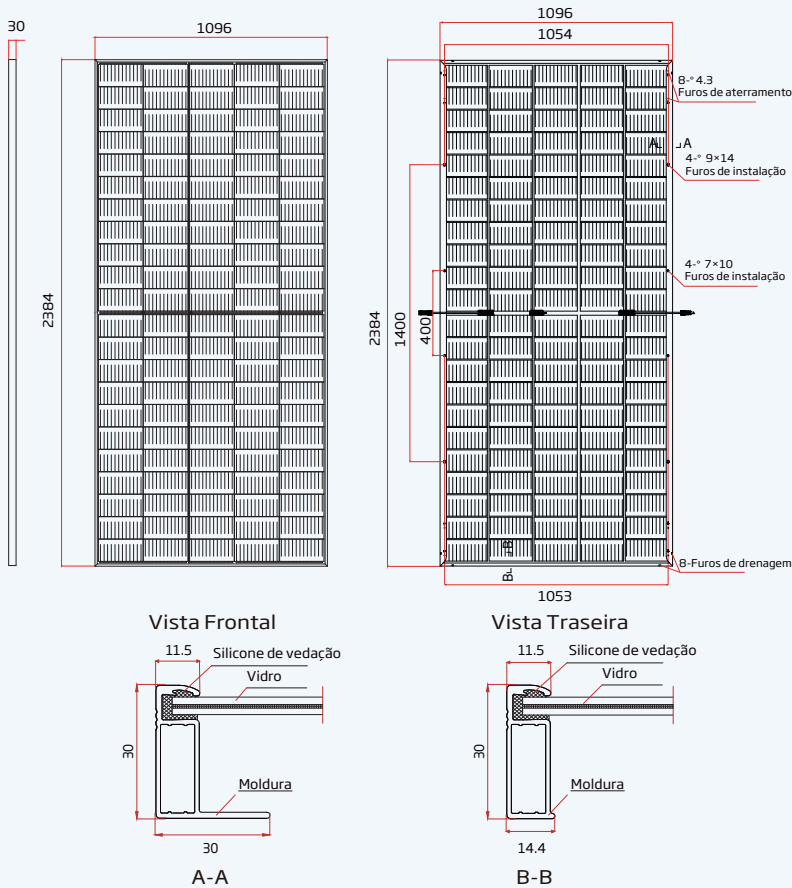 30
1096
2384
Vista Frontal
1096
1054
8-° 4.3
Furos de aterramento
A
A
4-° 9×14
Furos de instalação
4-° 7×10
Furos de instalação
2384
1400
400
B
B
8-Furos de drenagem
1053
Vista Traseira
11.5
Silicone de vedação
Vidro
30
Moldura
30
A-A
11.5
Silicone de vedação
Vidro
30
Moldura
14.4
B-B